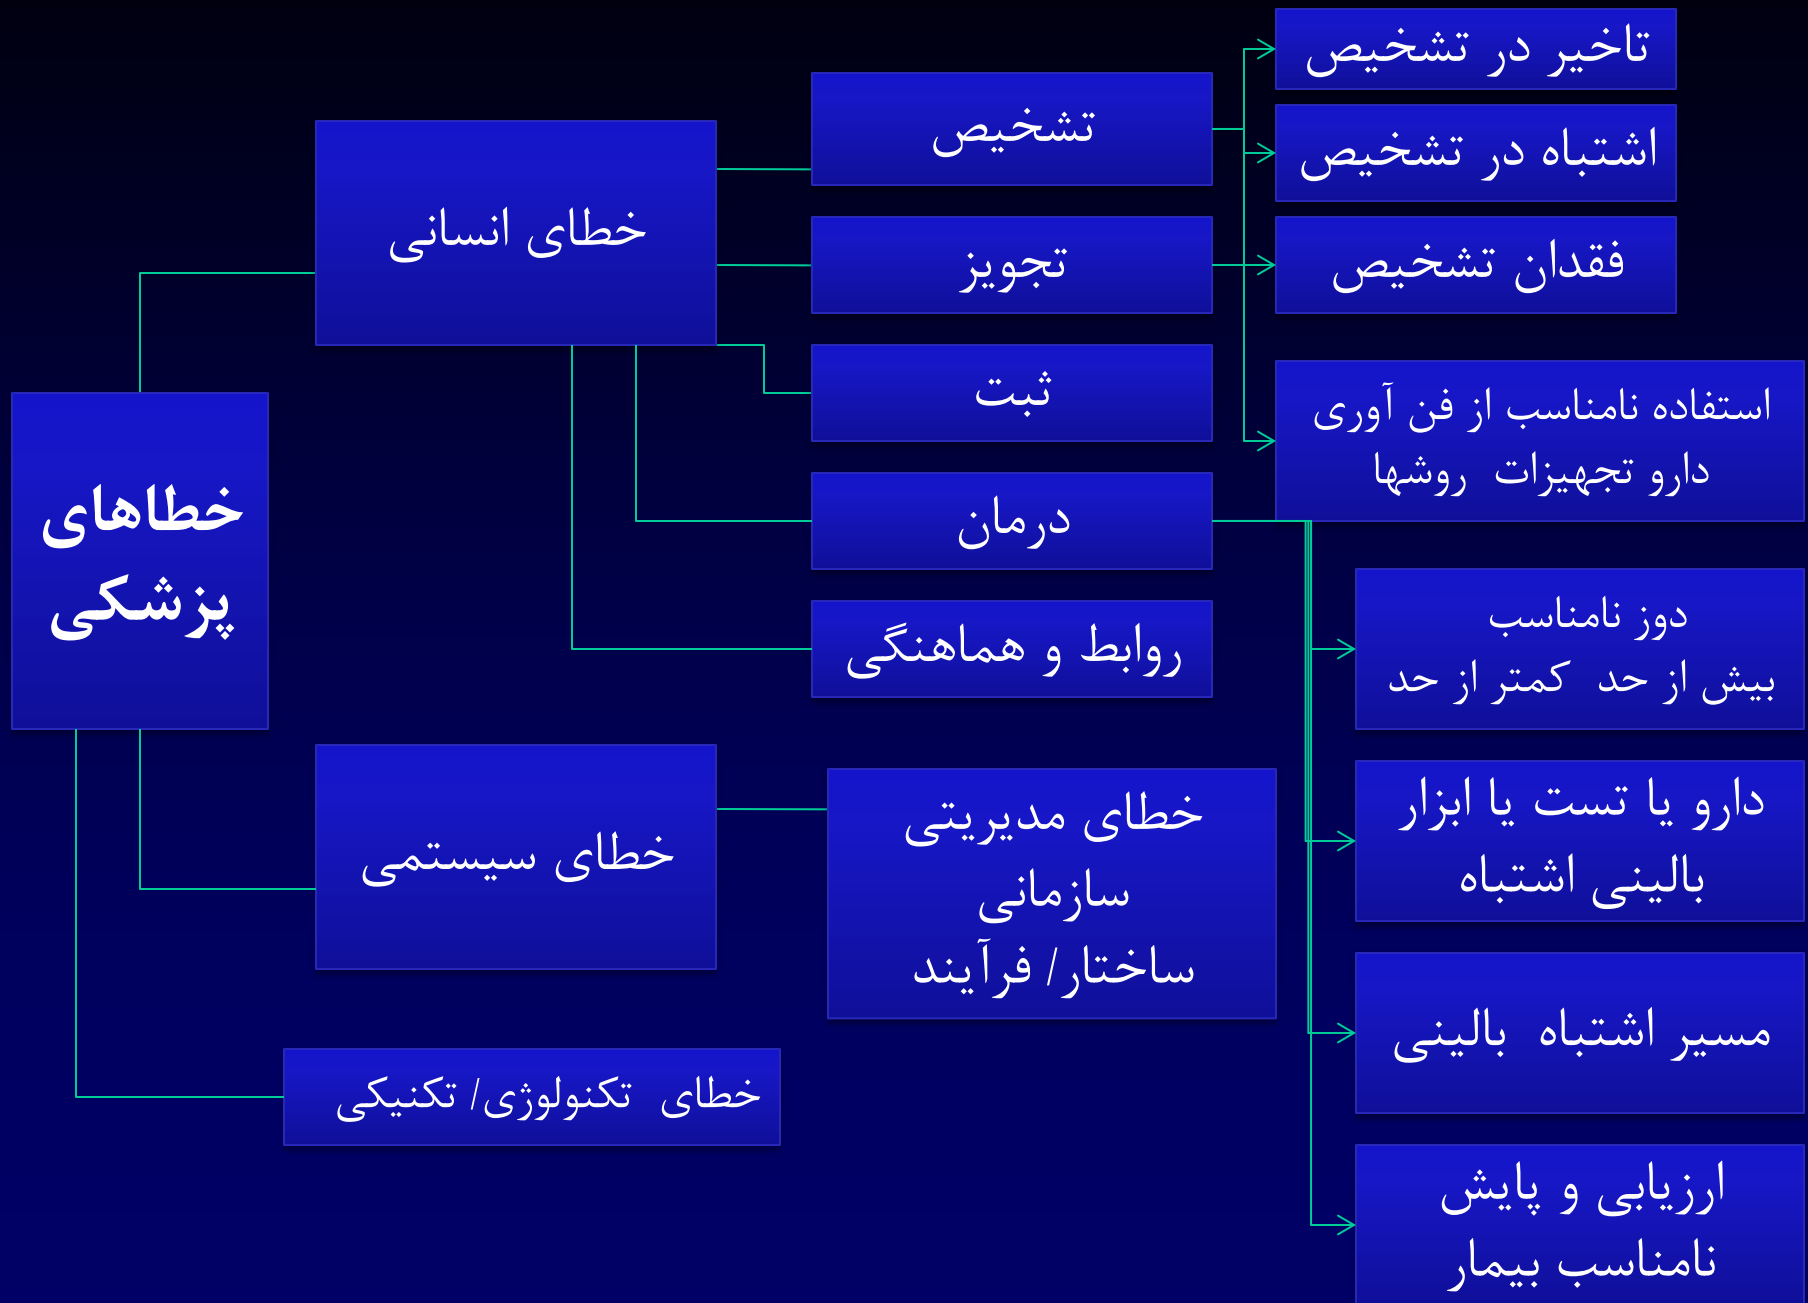 خطاهای
پزشکی
خطای انسانی
تشخیص
تاخیر در تشخیص
اشتباه در تشخیص
فقدان تشخیص
استفاده نامناسب از فن آوری
دارو تجهیزات روشها
تجویز
ثبت
درمان
دوز نامناسب
بیش از حد کمتر از حد
دارو یا تست یا ابزار
بالینی اشتباه
مسیر اشتباه بالینی
ارزیابی و پایش
نامناسب بیمار
روابط و هماهنگی
خطای سیستمی
خطای مدیریتی
سازمانی
ساختار/ فرآیند
خطای تکنولوژی/ تکنیکی